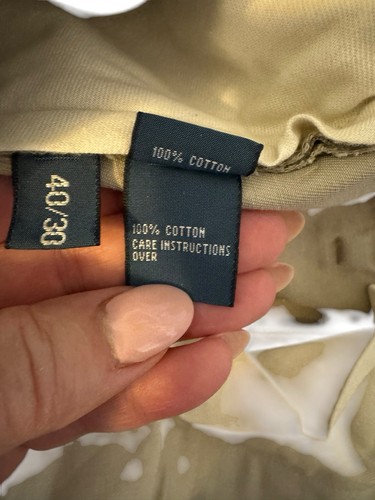 40/30
100% COTTON
100% COTTON
CARE INSTRUCTIONS
OVER